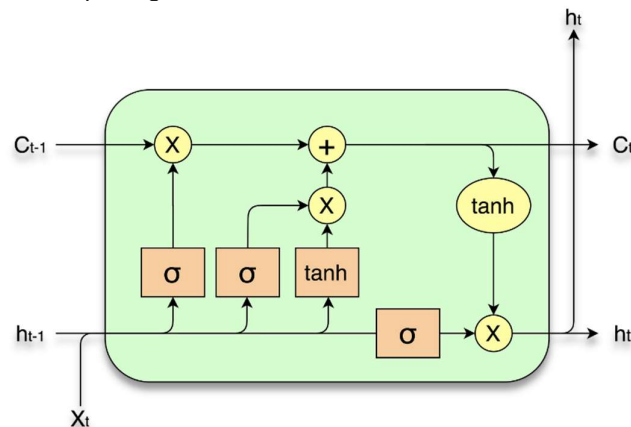 hₜ
Cₜ₋₁ X + Cₜ
X tanh
σ σ tanh
hₜ₋₁ σ X hₜ
Xₜ